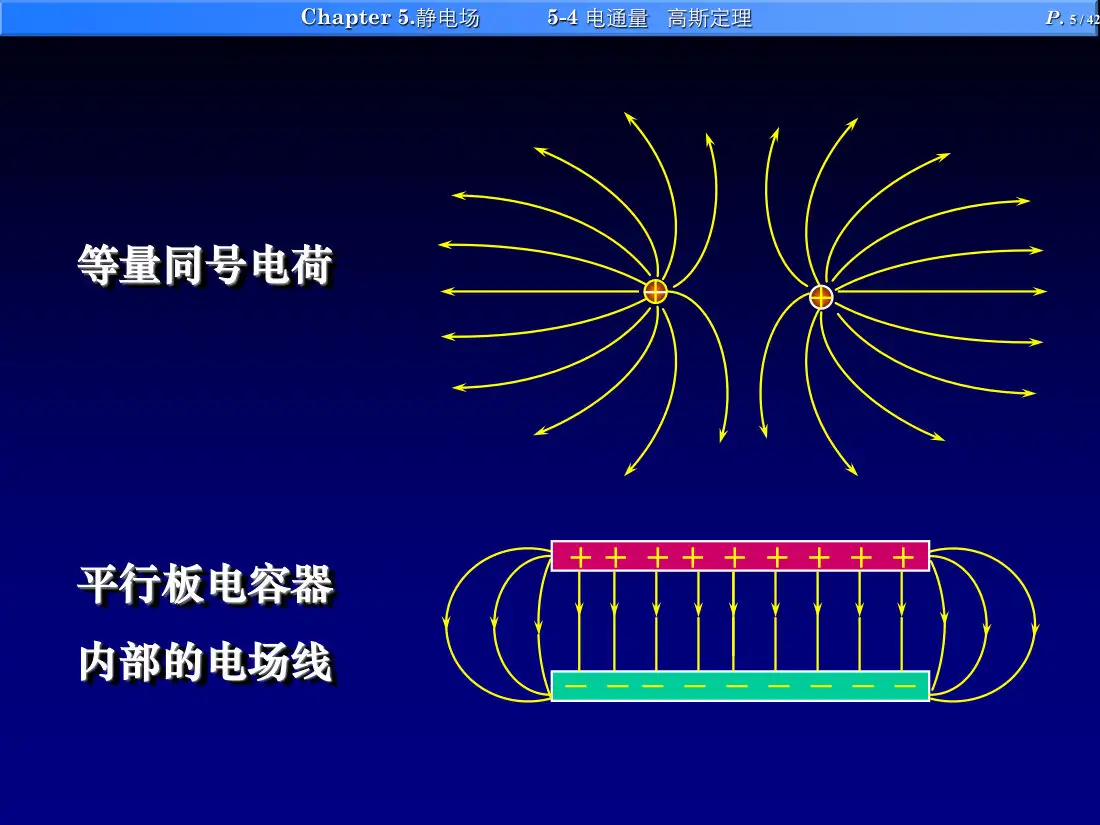 Chapter 5.静电场 5-4 电通量 高斯定理 P. 5 / 42
等量同号电荷
+ +
平行板电容器
内部的电场线
+ + + + + + + + +
− − − − − − − − −